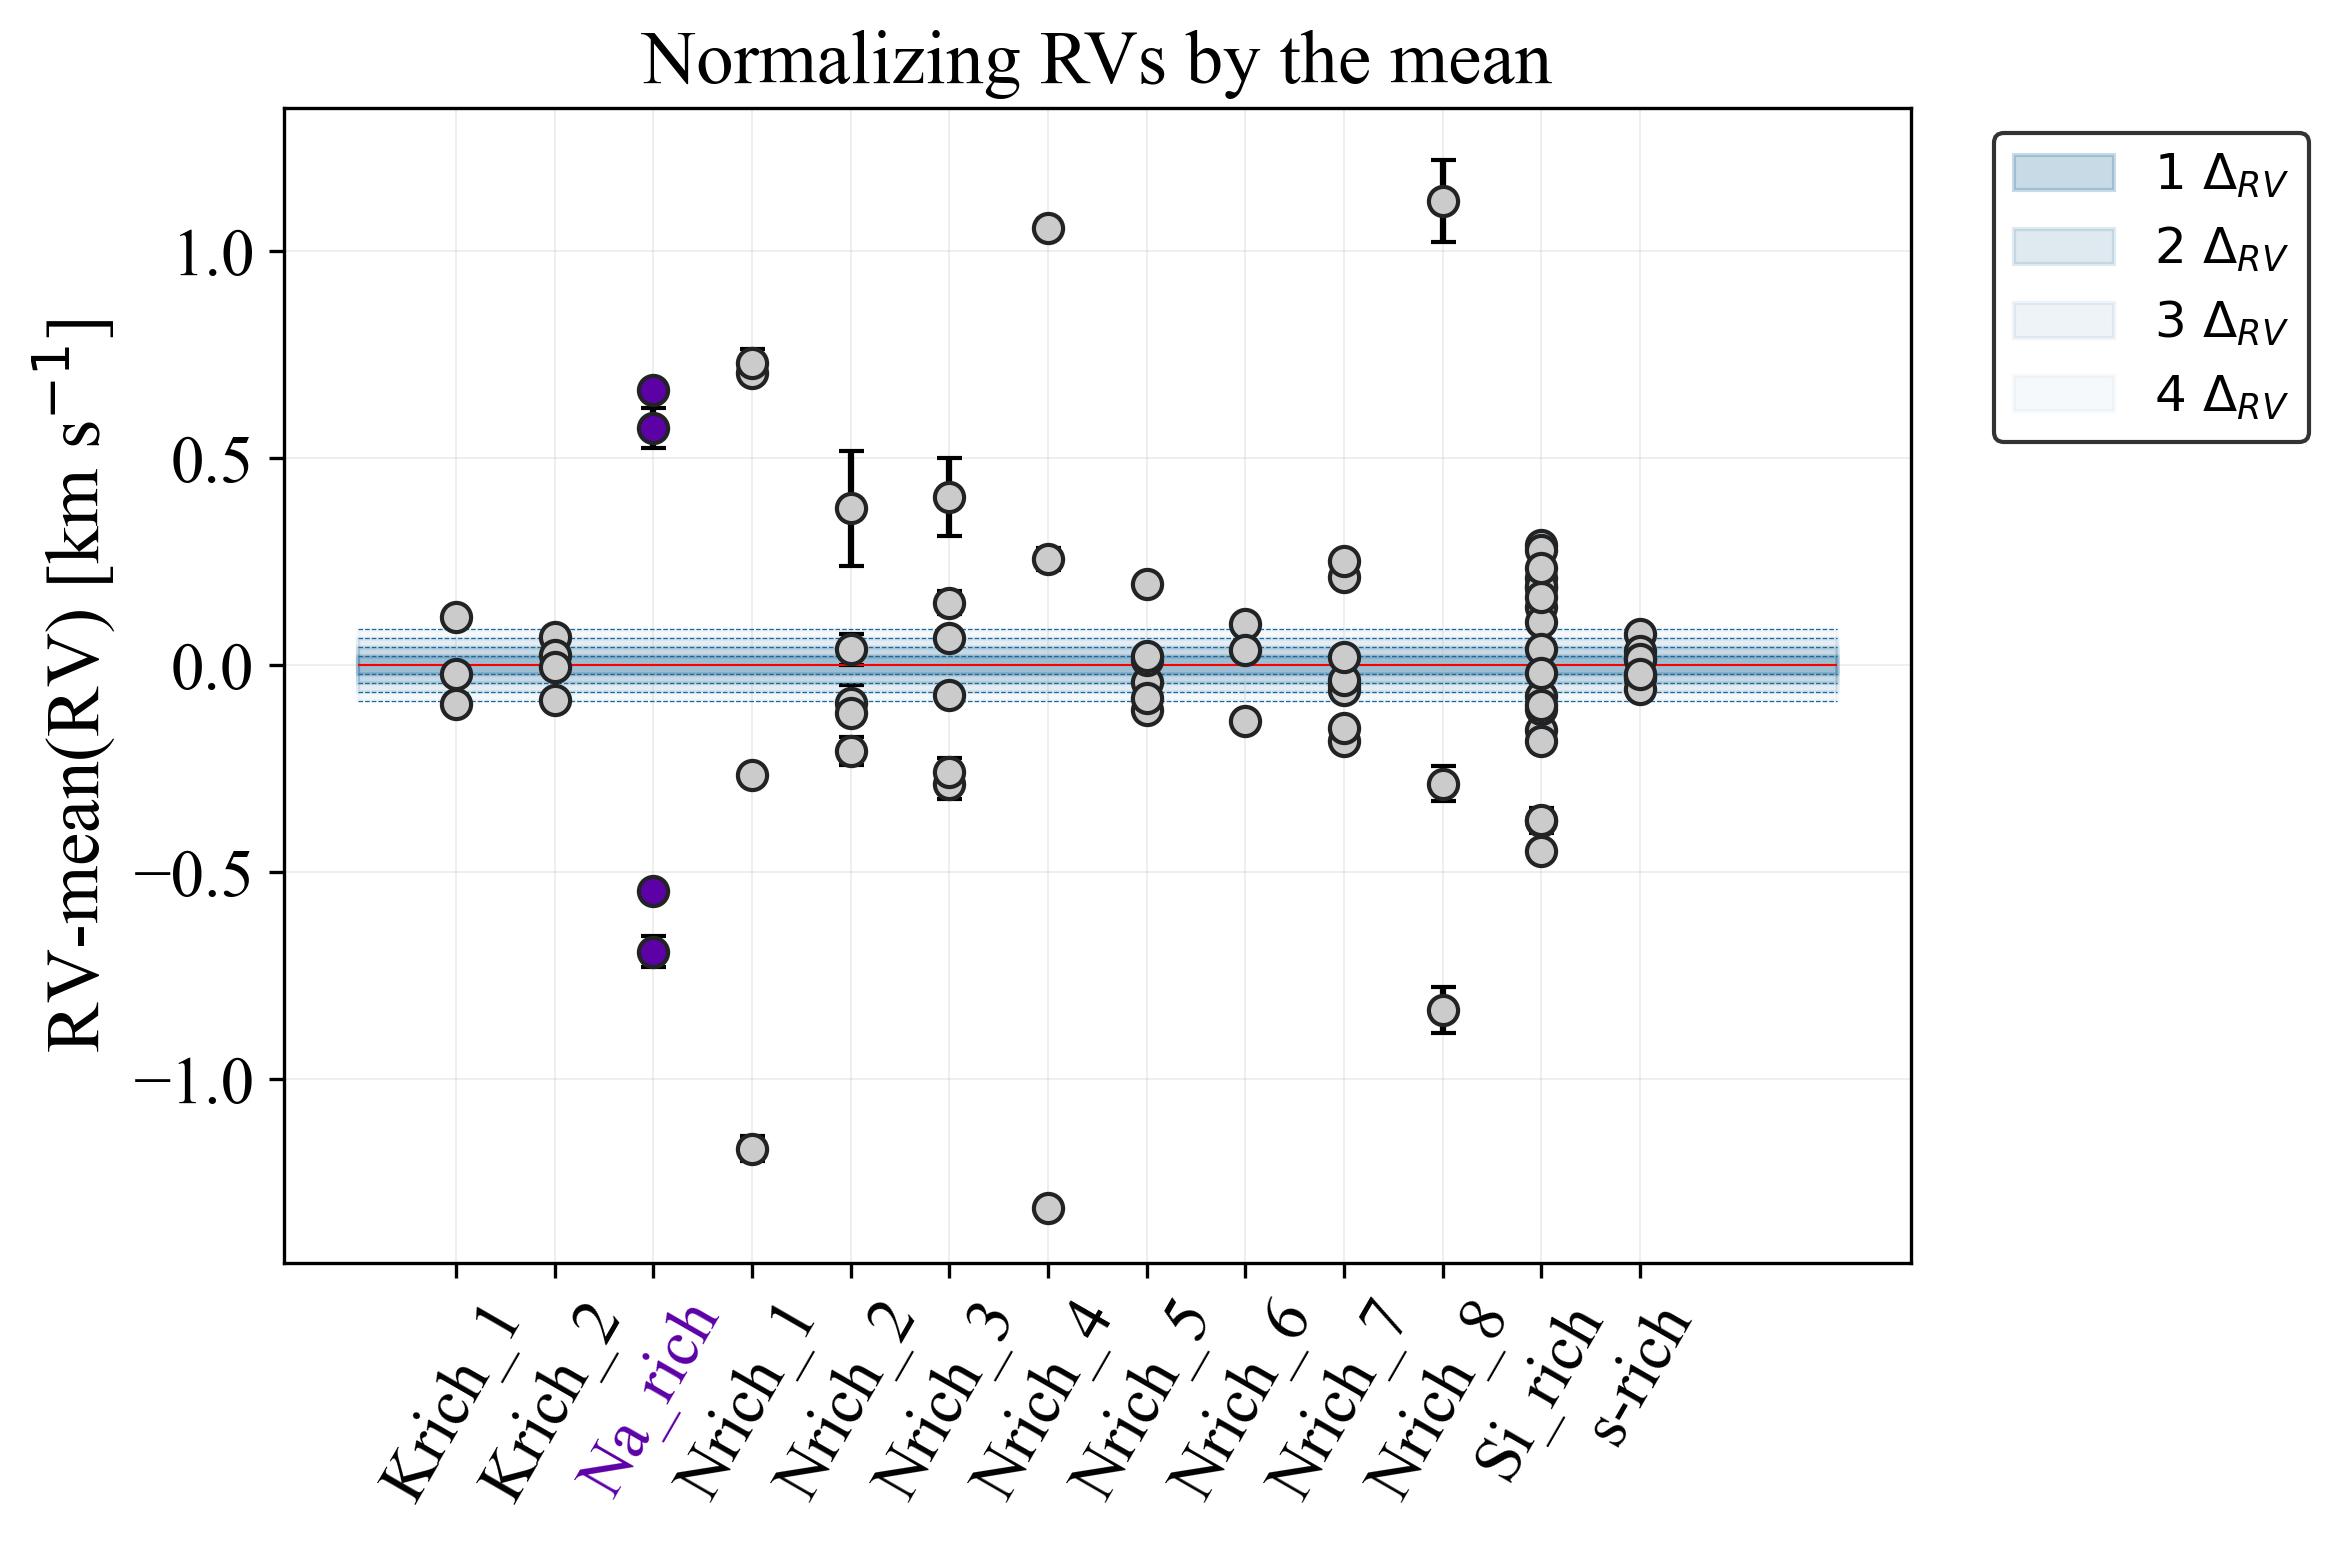 Normalizing RVs by the mean
RV-mean(RV) [km s⁻¹]
1.0
0.5
0.0
−0.5
−1.0
Krich_1
Krich_2
Na_rich
Nrich_1
Nrich_2
Nrich_3
Nrich_4
Nrich_5
Nrich_6
Nrich_7
Nrich_8
Si_rich
s-rich
1 Δ_RV
2 Δ_RV
3 Δ_RV
4 Δ_RV